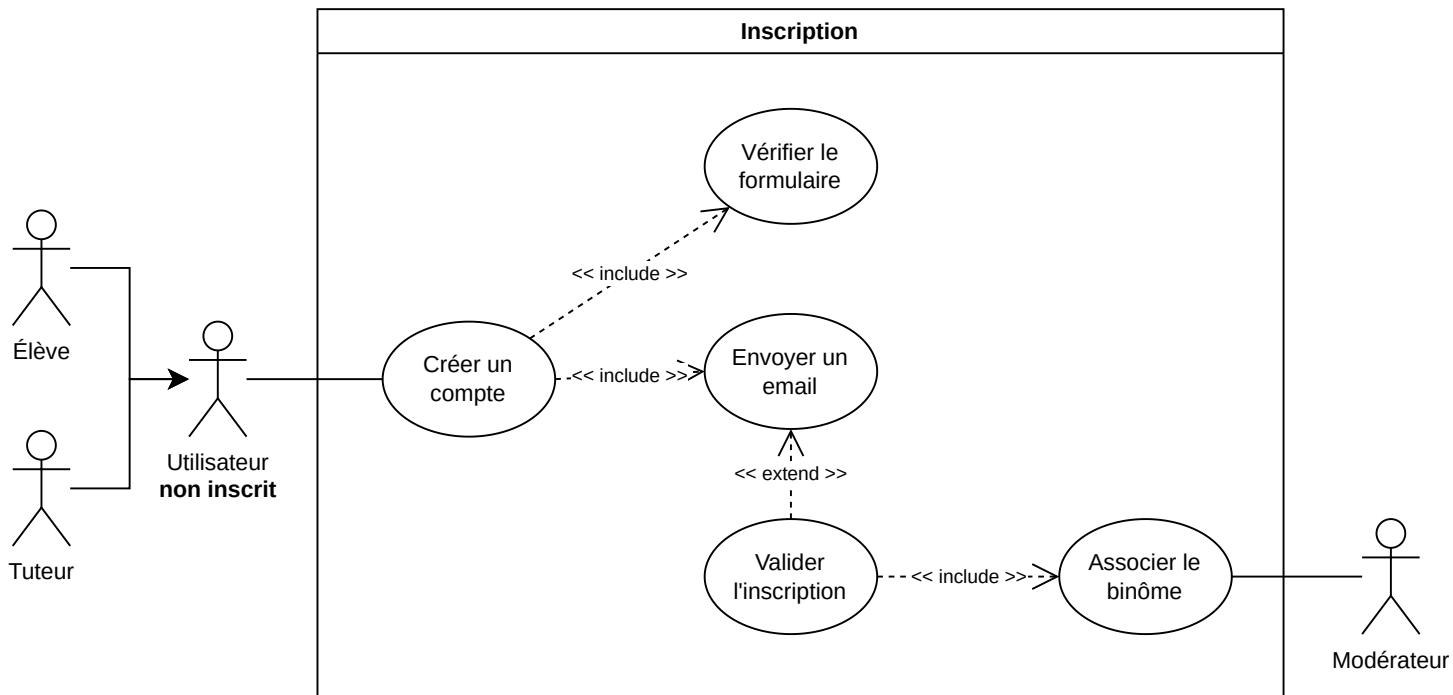 Inscription
Vérifier le
formulaire
<< include >>
Élève
Créer un
compte
<< include >>
Envoyer un
email
Utilisateur
non inscrit
<< extend >>
Tuteur
Valider
l'inscription
<< include >>
Associer le
binôme
Modérateur